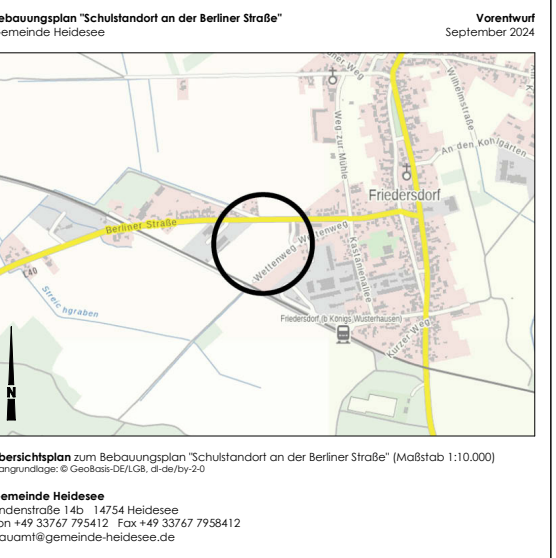 ebauungsplan "Schulstandort an der Berliner Straße"
emeinde Heidesee
Vorentwurf
September 2024
Weg zur Mühle
Wilhelmstraße
An den Kohlgärten
Friedersdorf
Berliner Straße
Wettenweg
Wettenweg
Kastanienallee
L40
Streichgraben
Friedersdorf (b Königs Wusterhausen)
Kurzer Weg
N
bersichtsplan zum Bebauungsplan "Schulstandort an der Berliner Straße" (Maßstab 1:10.000)
angrundlage: © GeoBasis-DE/LGB, dl-de/by-2-0
emeinde Heidesee
ndenstraße 14b 14754 Heidesee
on +49 33767 795412 Fax +49 33767 7958412
auamt@gemeinde-heidesee.de